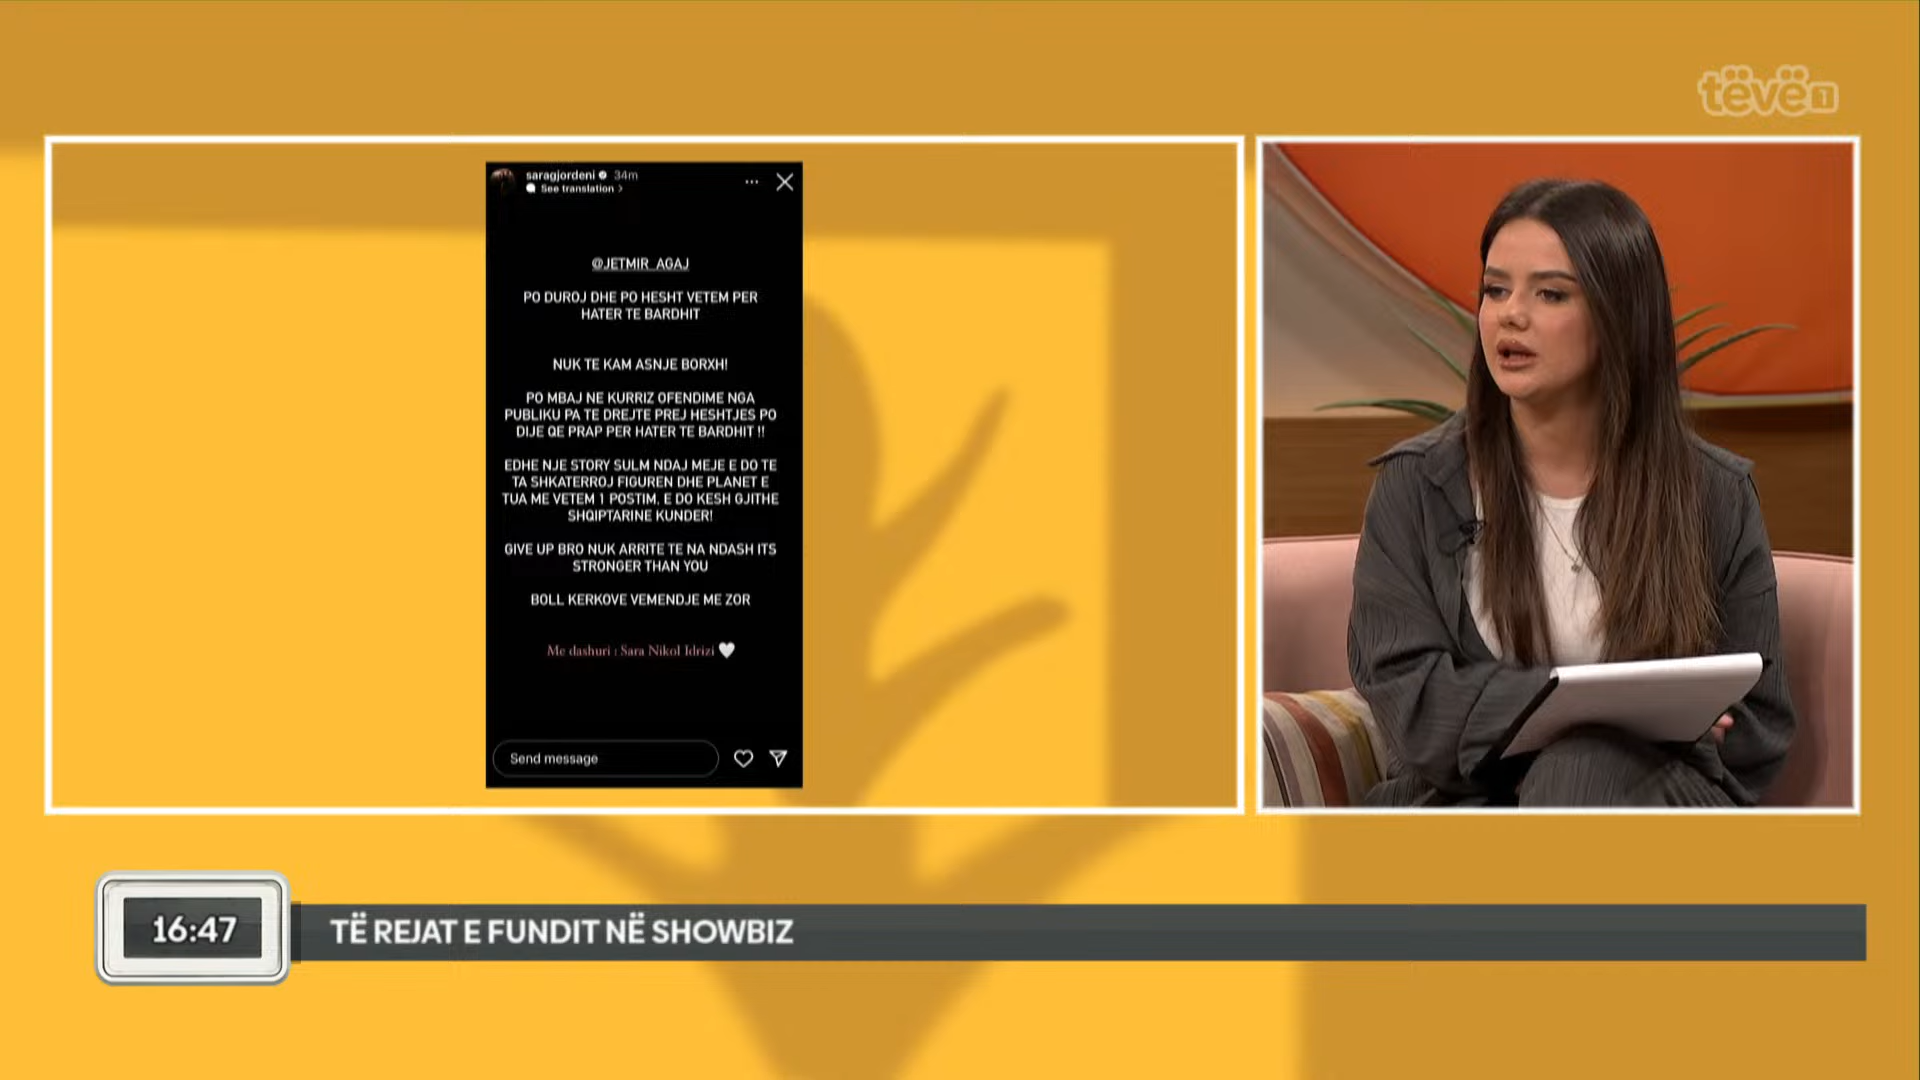 tëvë1
saragjordeni 34m
See translation >
@JETMIR_AGAJ
PO DUROJ DHE PO HESHT VETEM PER
HATER TE BARDHIT
NUK TE KAM ASNJE BORXH!
PO MBAJ NE KURRIZ OFENDIME NGA
PUBLIKU PA TE DREJTE PREJ HESHTJES PO
DIJE QE PRAP PER HATER TE BARDHIT !!
EDHE NJE STORY SULM NDAJ MEJE E DO TE
TA SHKATERROJ FIGUREN DHE PLANET E
TUA ME VETEM 1 POSTIM, E DO KESH GJITHE
SHQIPTARINE KUNDER!
GIVE UP BRO NUK ARRITE TE NA NDASH ITS
STRONGER THAN YOU
BOLL KERKOVE VEMENDJE ME ZOR
Me dashuri : Sara Nikol Idrizi
Send message
16:47
TË REJAT E FUNDIT NË SHOWBIZ